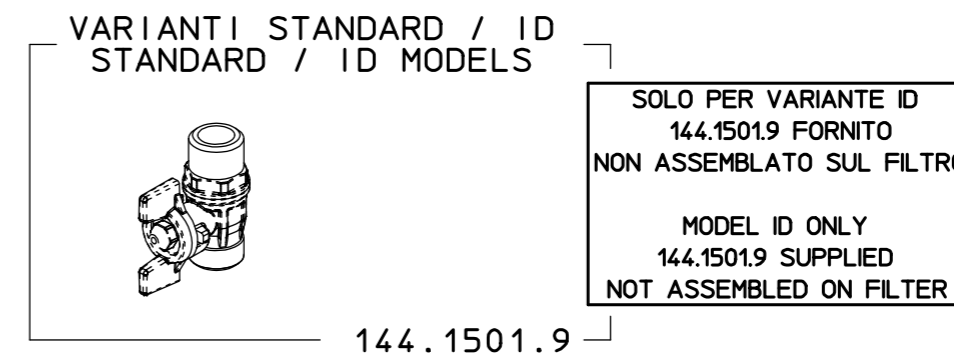 VARIANTI STANDARD / ID
STANDARD / ID MODELS
SOLO PER VARIANTE ID
144.1501.9 FORNITO
NON ASSEMBLATO SUL FILTRO
MODEL ID ONLY
144.1501.9 SUPPLIED
NOT ASSEMBLED ON FILTER
144.1501.9